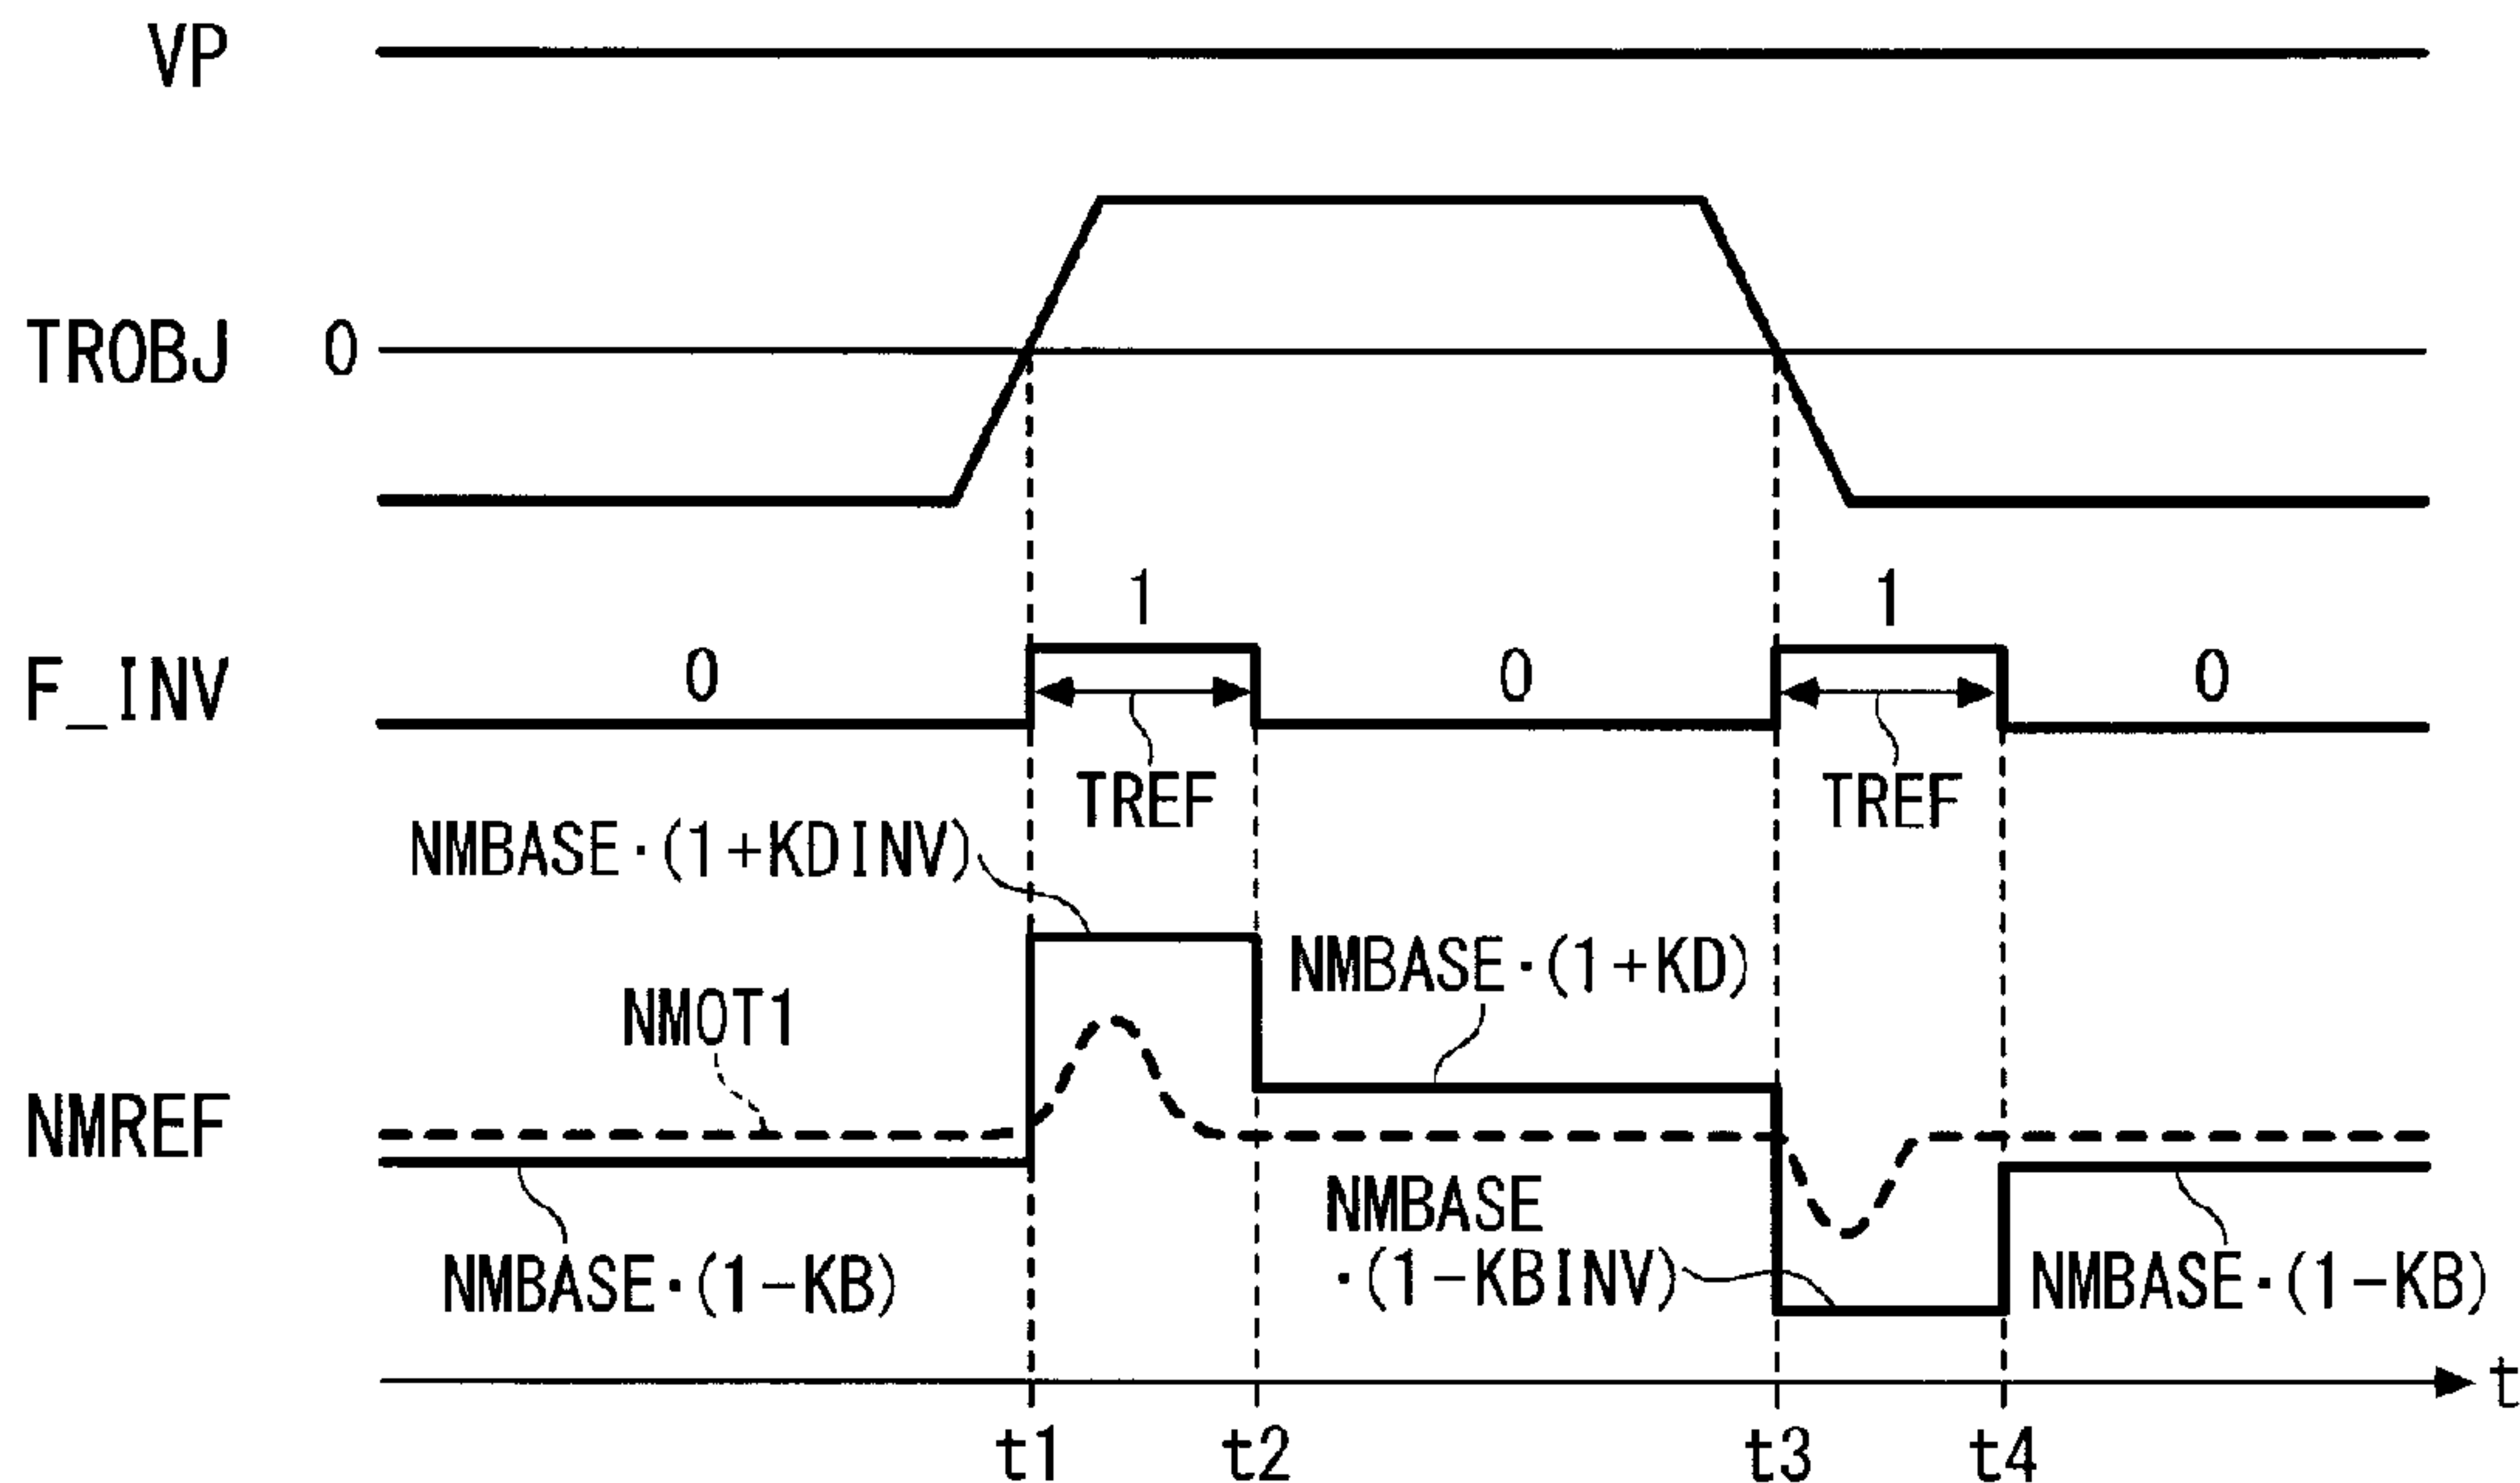 VP
TROBJ 0
1 1
F_INV 0 0 0
TREF TREF
NMBASE·(1+KDINV)
NMBASE·(1+KD)
NMOT1
NMREF
NMBASE
·(1-KBINV)
NMBASE·(1-KB) NMBASE·(1-KB)
t
t1 t2 t3 t4